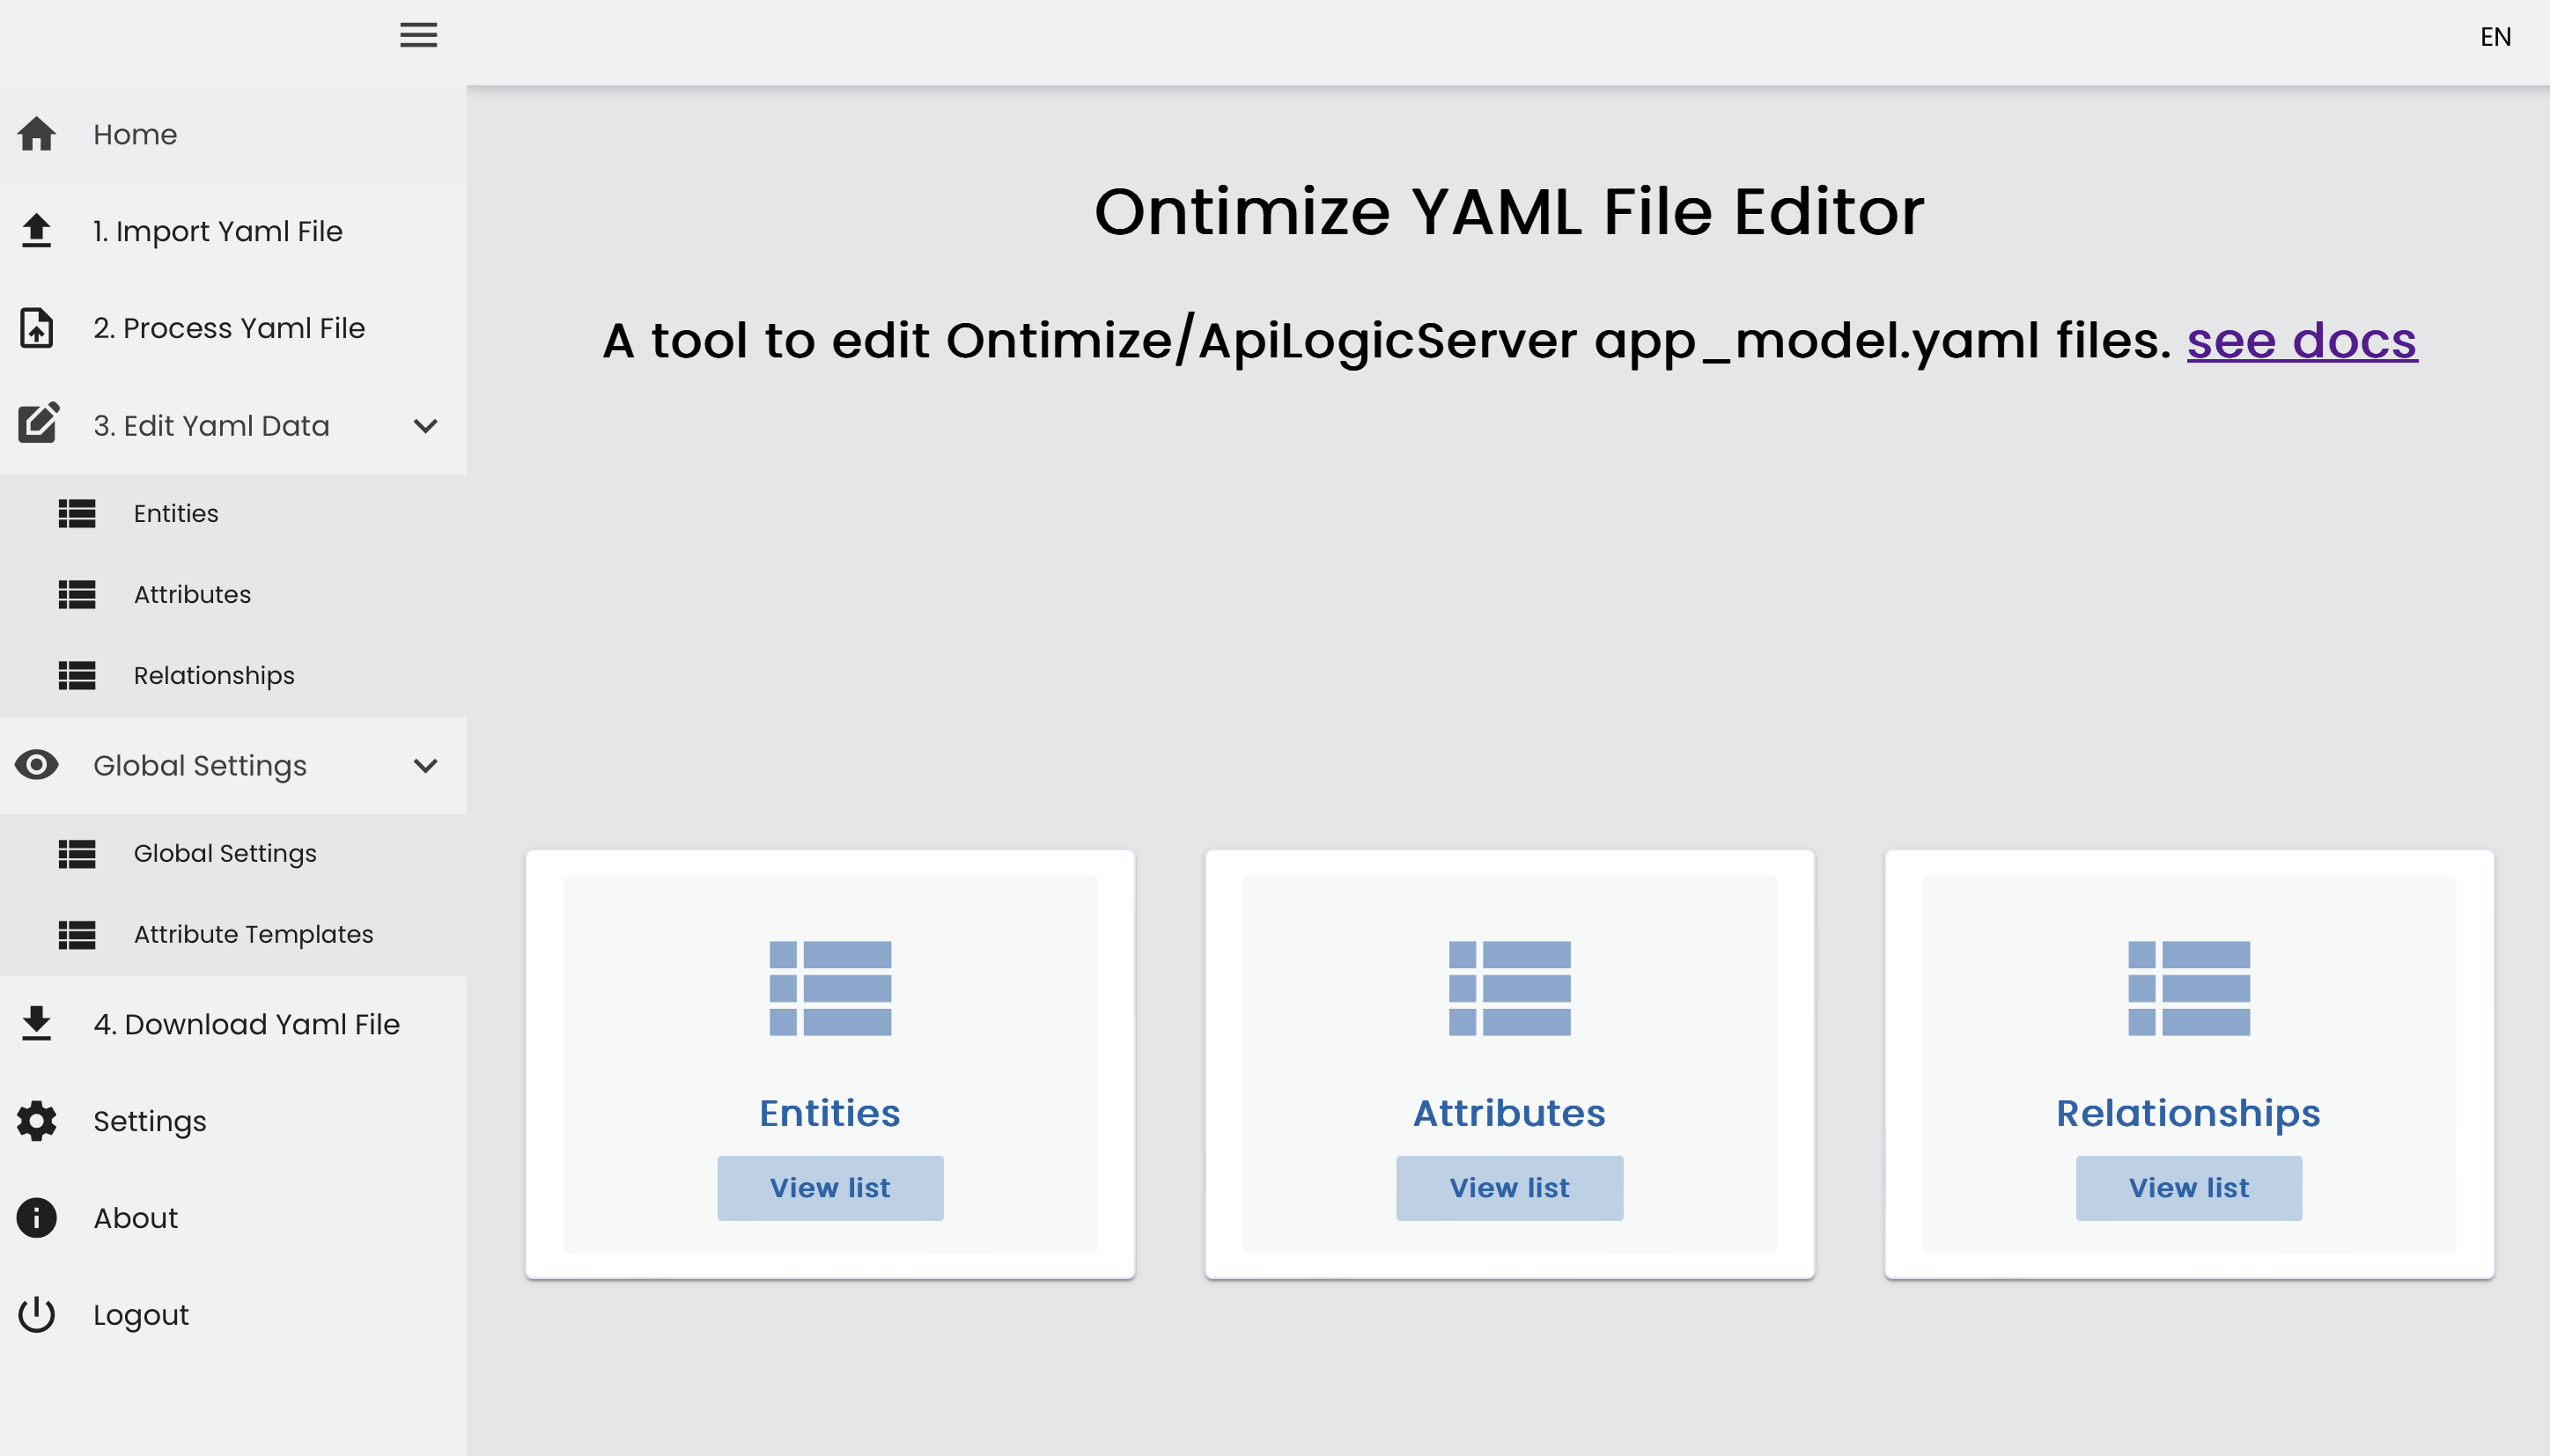 EN
Home
1. Import Yaml File
2. Process Yaml File
3. Edit Yaml Data
Entities
Attributes
Relationships
Global Settings
Global Settings
Attribute Templates
4. Download Yaml File
Settings
About
Logout
Ontimize YAML File Editor
A tool to edit Ontimize/ApiLogicServer app_model.yaml files. see docs
Entities
View list
Attributes
View list
Relationships
View list